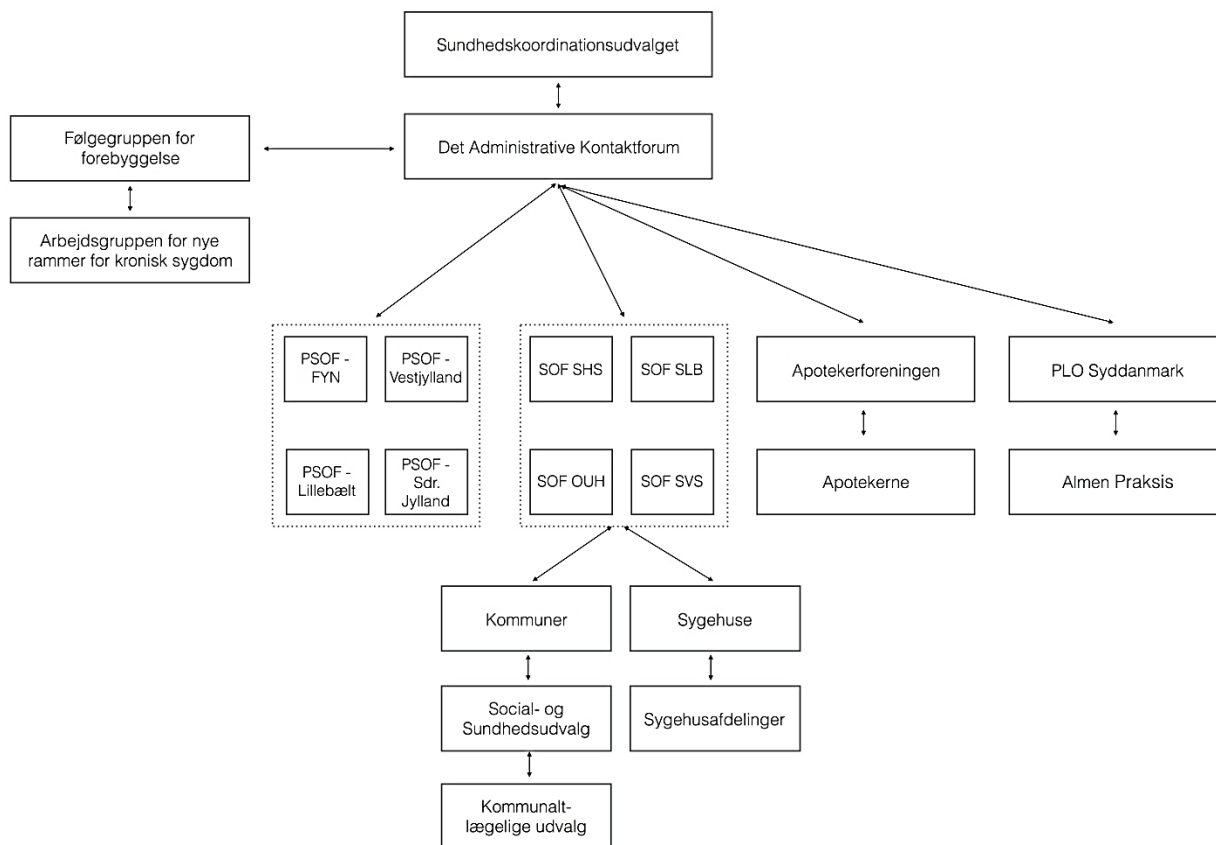 Sundhedskoordinationsudvalget
Følgegruppen for
forebyggelse
Det Administrative Kontaktforum
Arbejdsgruppen for nye
rammer for kronisk sygdom
PSOF -
FYN
PSOF -
Vestjylland
SOF SHS
SOF SLB
Apotekerforeningen
PLO Syddanmark
PSOF -
Lillebælt
PSOF -
Sdr.
Jylland
SOF OUH
SOF SVS
Apotekerne
Almen Praksis
Kommuner
Sygehuse
Social- og
Sundhedsudvalg
Sygehusafdelinger
Kommunalt-
lægelige udvalg